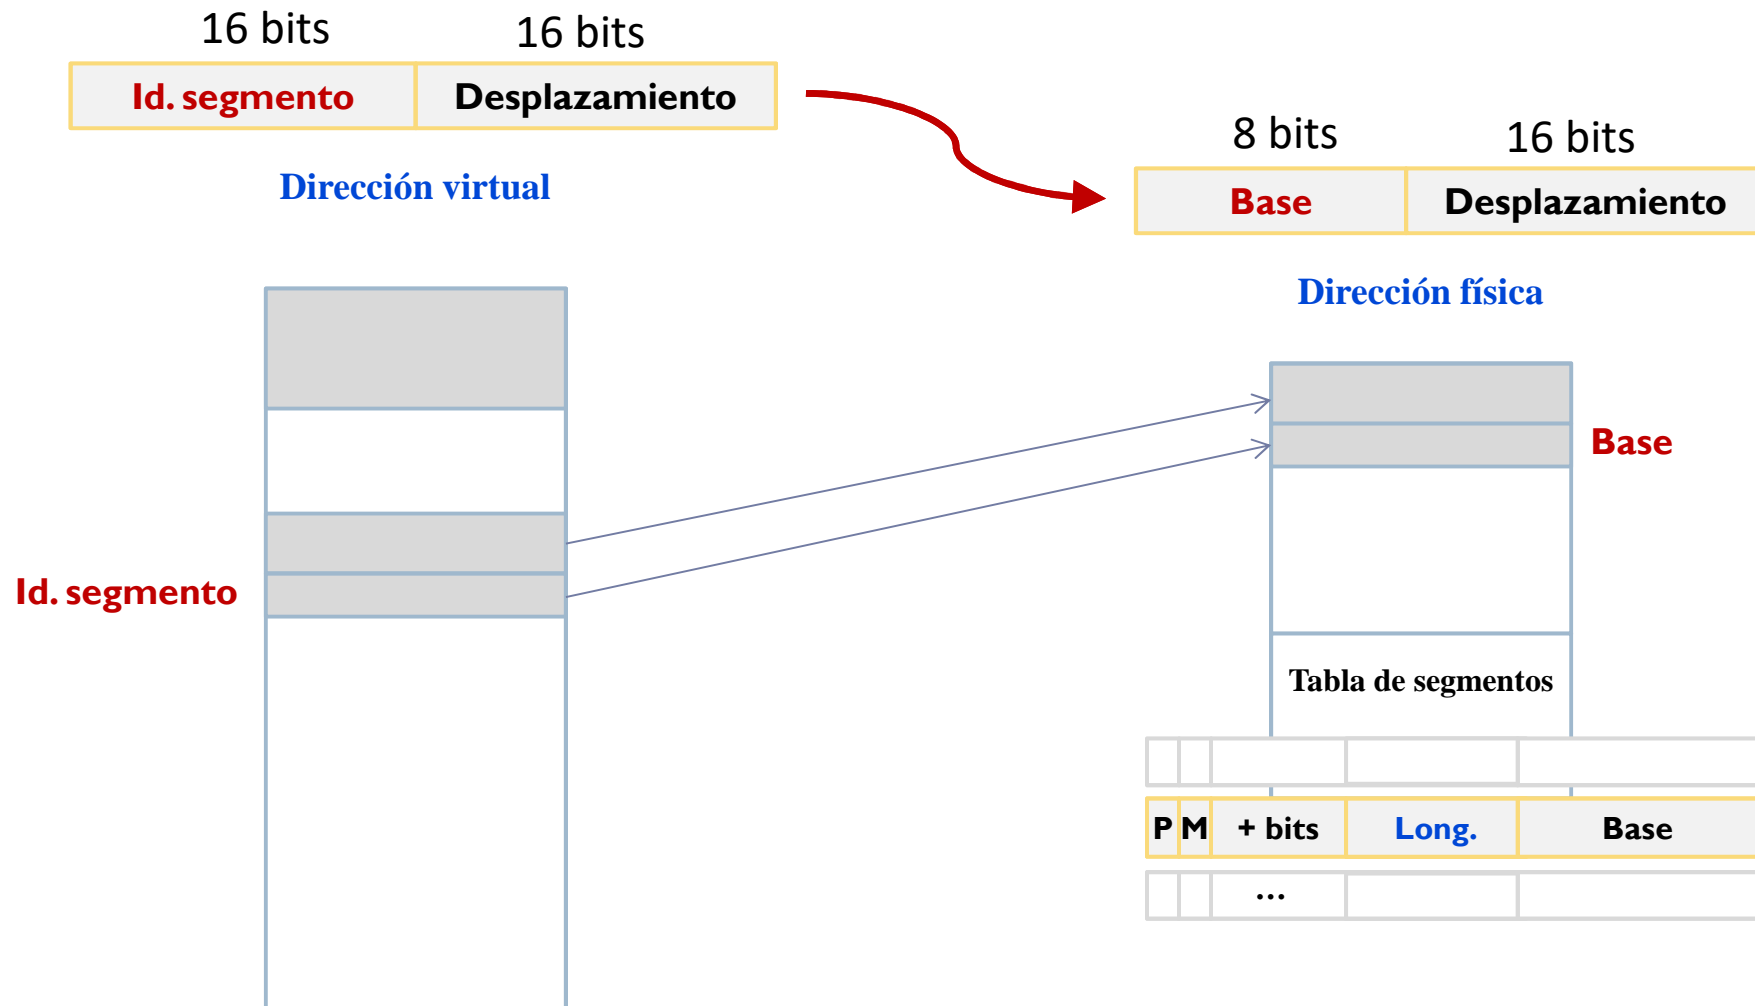 16 bits 16 bits
Id. segmento Desplazamiento
Dirección virtual
8 bits 16 bits
Base Desplazamiento
Dirección física
Base
Id. segmento
Tabla de segmentos
P M + bits Long. Base
...